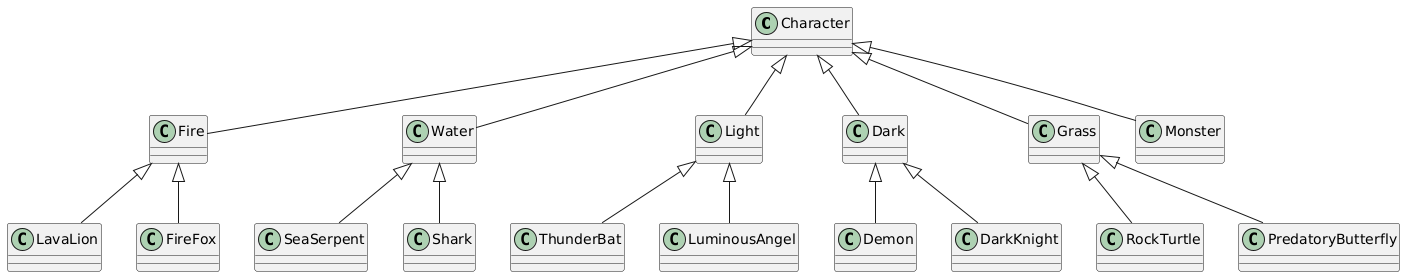 C Character
C Fire
C Water
C Light
C Dark
C Grass
C Monster
C LavaLion
C FireFox
C SeaSerpent
C Shark
C ThunderBat
C LuminousAngel
C Demon
C DarkKnight
C RockTurtle
C PredatoryButterfly